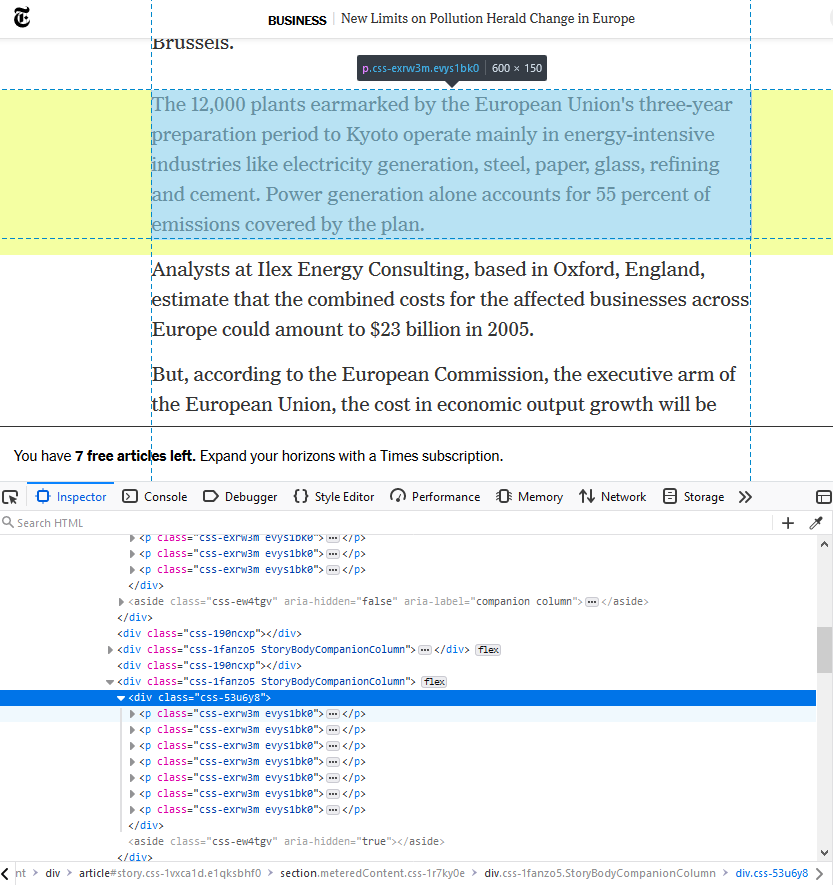 BUSINESS New Limits on Pollution Herald Change in Europe
Brussels.
p.css-exrw3m.evys1bk0 600 × 150
The 12,000 plants earmarked by the European Union's three-year
preparation period to Kyoto operate mainly in energy-intensive
industries like electricity generation, steel, paper, glass, refining
and cement. Power generation alone accounts for 55 percent of
emissions covered by the plan.
Analysts at Ilex Energy Consulting, based in Oxford, England,
estimate that the combined costs for the affected businesses across
Europe could amount to $23 billion in 2005.
But, according to the European Commission, the executive arm of
the European Union, the cost in economic output growth will be
You have 7 free articles left. Expand your horizons with a Times subscription.
Inspector Console Debugger {} Style Editor Performance Memory Network Storage
Search HTML
<p class="css-exrw3m evys1bk0">…</p>
<p class="css-exrw3m evys1bk0">…</p>
<p class="css-exrw3m evys1bk0">…</p>
</div>
<aside class="css-ew4tgv" aria-hidden="false" aria-label="companion column">…</aside>
</div>
<div class="css-190ncxp"></div>
<div class="css-1fanzo5 StoryBodyCompanionColumn">…</div> flex
<div class="css-190ncxp"></div>
<div class="css-1fanzo5 StoryBodyCompanionColumn"> flex
<div class="css-53u6y8">
<p class="css-exrw3m evys1bk0">…</p>
<p class="css-exrw3m evys1bk0">…</p>
<p class="css-exrw3m evys1bk0">…</p>
<p class="css-exrw3m evys1bk0">…</p>
<p class="css-exrw3m evys1bk0">…</p>
<p class="css-exrw3m evys1bk0">…</p>
<p class="css-exrw3m evys1bk0">…</p>
</div>
<aside class="css-ew4tgv" aria-hidden="true"></aside>
</div>
nt > div > article#story.css-1vxca1d.e1qksbhf0 > section.meteredContent.css-1r7ky0e > div.css-1fanzo5.StoryBodyCompanionColumn > div.css-53u6y8